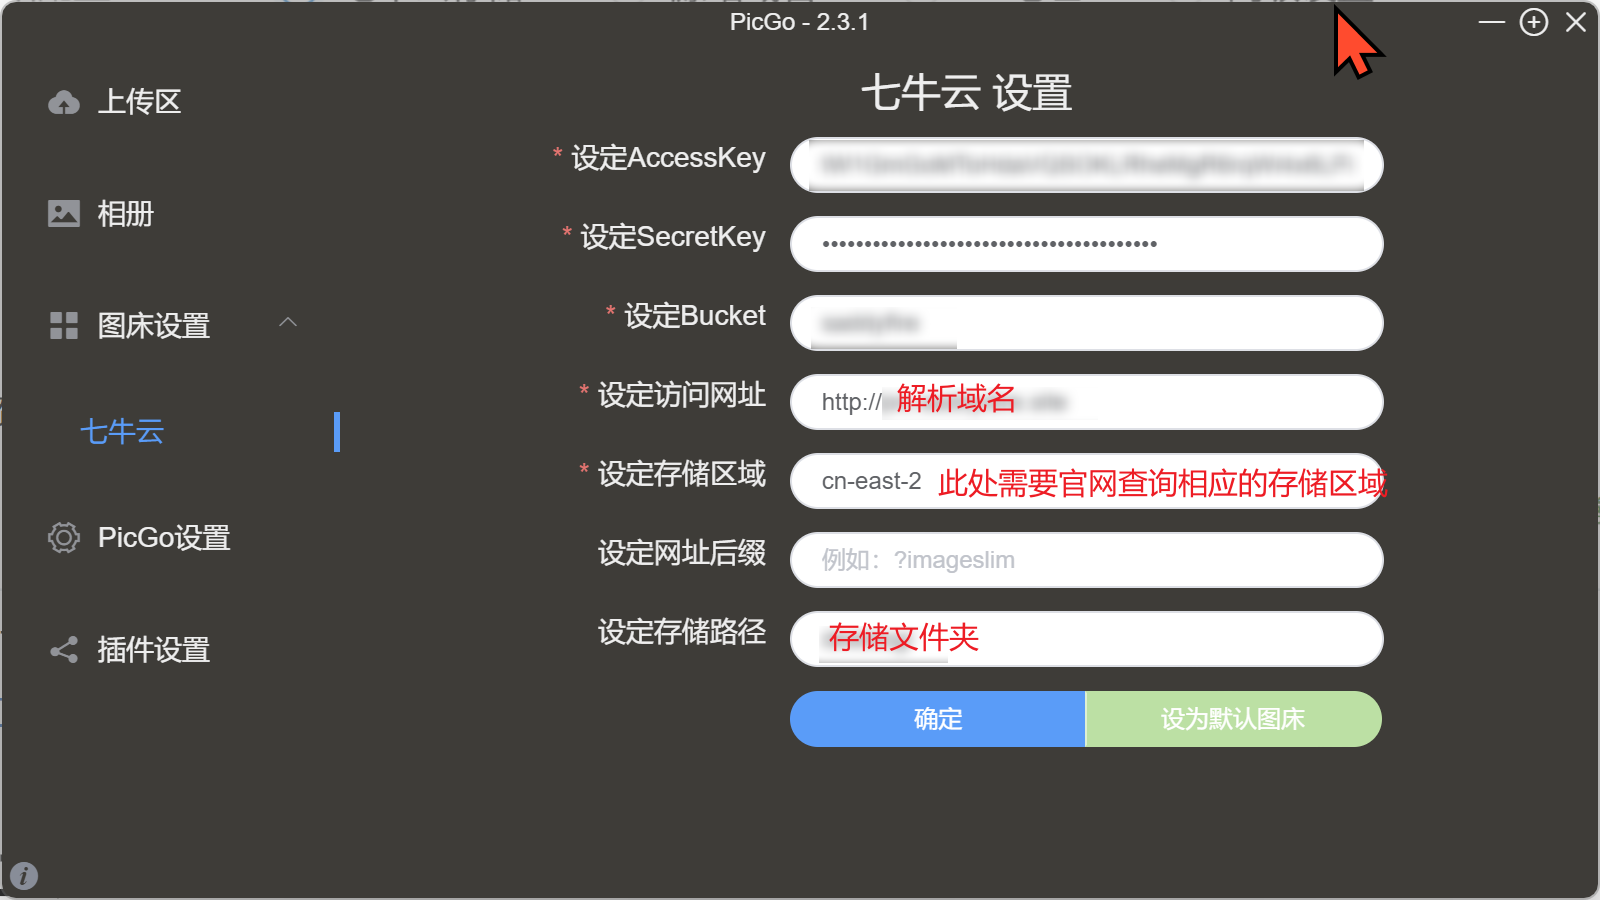 PicGo - 2.3.1
上传区
相册
图床设置
七牛云
PicGo设置
插件设置
七牛云 设置
* 设定AccessKey
* 设定SecretKey
••••••••••••••••••••••••••••••••••••••••
* 设定Bucket
* 设定访问网址
http:// 解析域名
* 设定存储区域
cn-east-2 此处需要官网查询相应的存储区域
设定网址后缀
例如：?imageslim
设定存储路径
存储文件夹
确定
设为默认图床